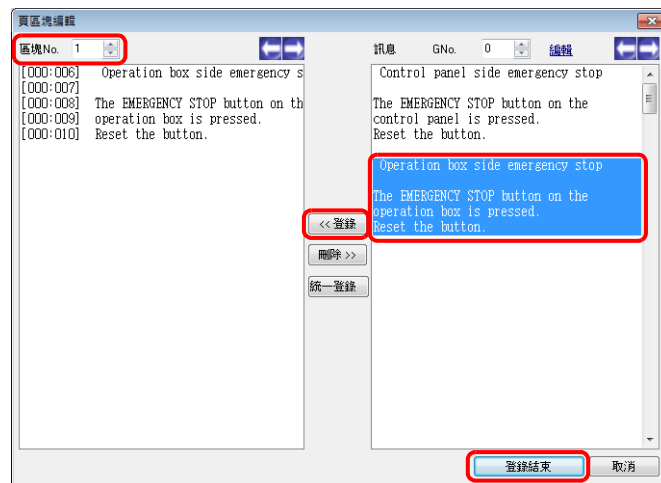 頁區塊編輯
區塊No. 1
訊息 GNo. 0 編輯
[000:006] Operation box side emergency s
[000:007]
[000:008] The EMERGENCY STOP button on th
[000:009] operation box is pressed.
[000:010] Reset the button.
<< 登錄
刪除 >>
統一登錄
Control panel side emergency stop
The EMERGENCY STOP button on the
control panel is pressed.
Reset the button.
Operation box side emergency stop
The EMERGENCY STOP button on the
operation box is pressed.
Reset the button.
登錄結束
取消